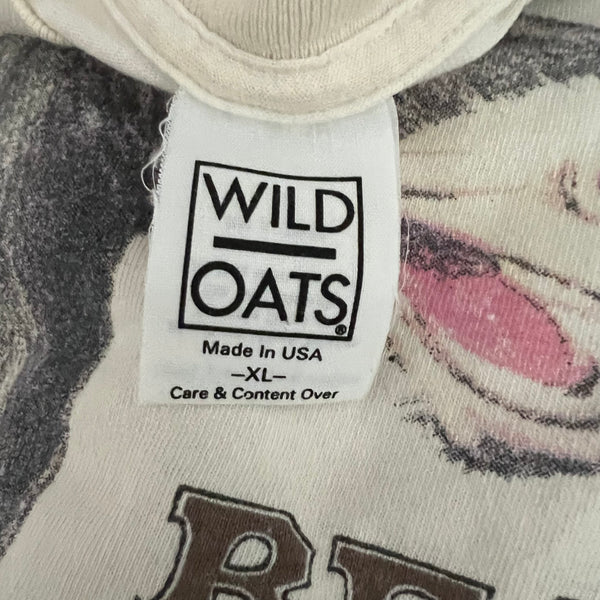 WILD
OATS®
Made In USA
–XL–
Care & Content Over